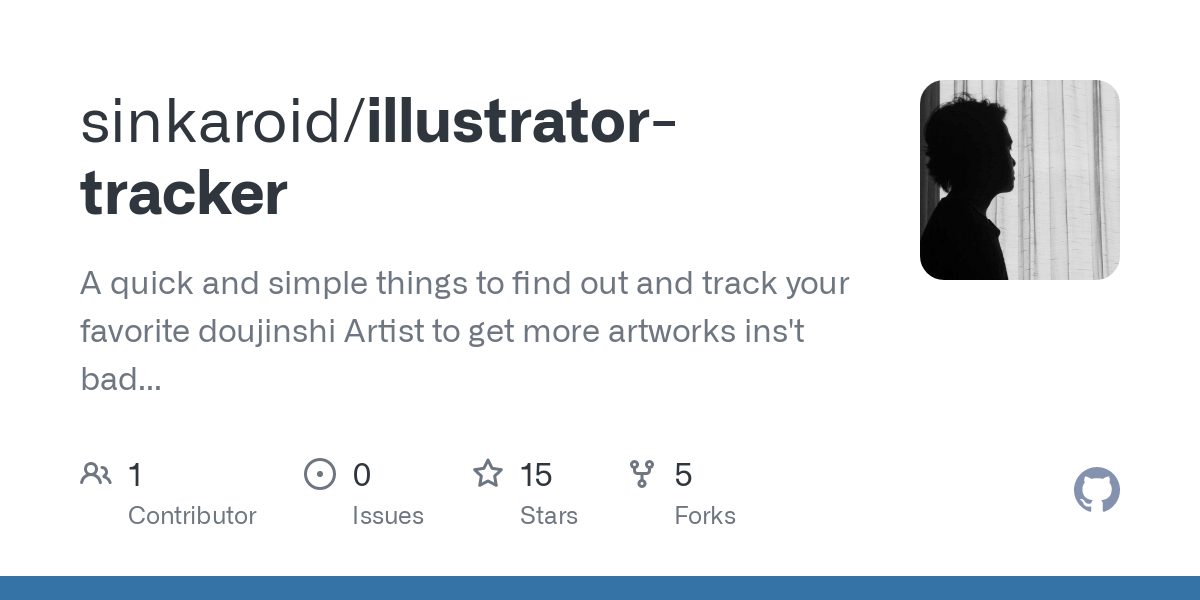 sinkaroid/illustrator-
tracker
A quick and simple things to find out and track your
favorite doujinshi Artist to get more artworks ins't
bad...
1
Contributor
0
Issues
15
Stars
5
Forks